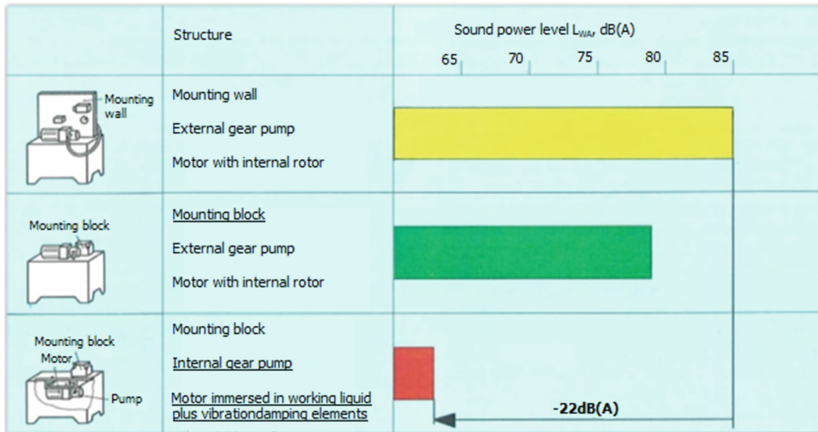 Structure
Sound power level L_WA, dB(A)
65 70 75 80 85
Mounting
wall
Mounting wall
External gear pump
Motor with internal rotor
Mounting block
Mounting block
External gear pump
Motor with internal rotor
Mounting block
Motor
Pump
Mounting block
Internal gear pump
Motor immersed in working liquid
plus vibrationdamping elements
-22dB(A)